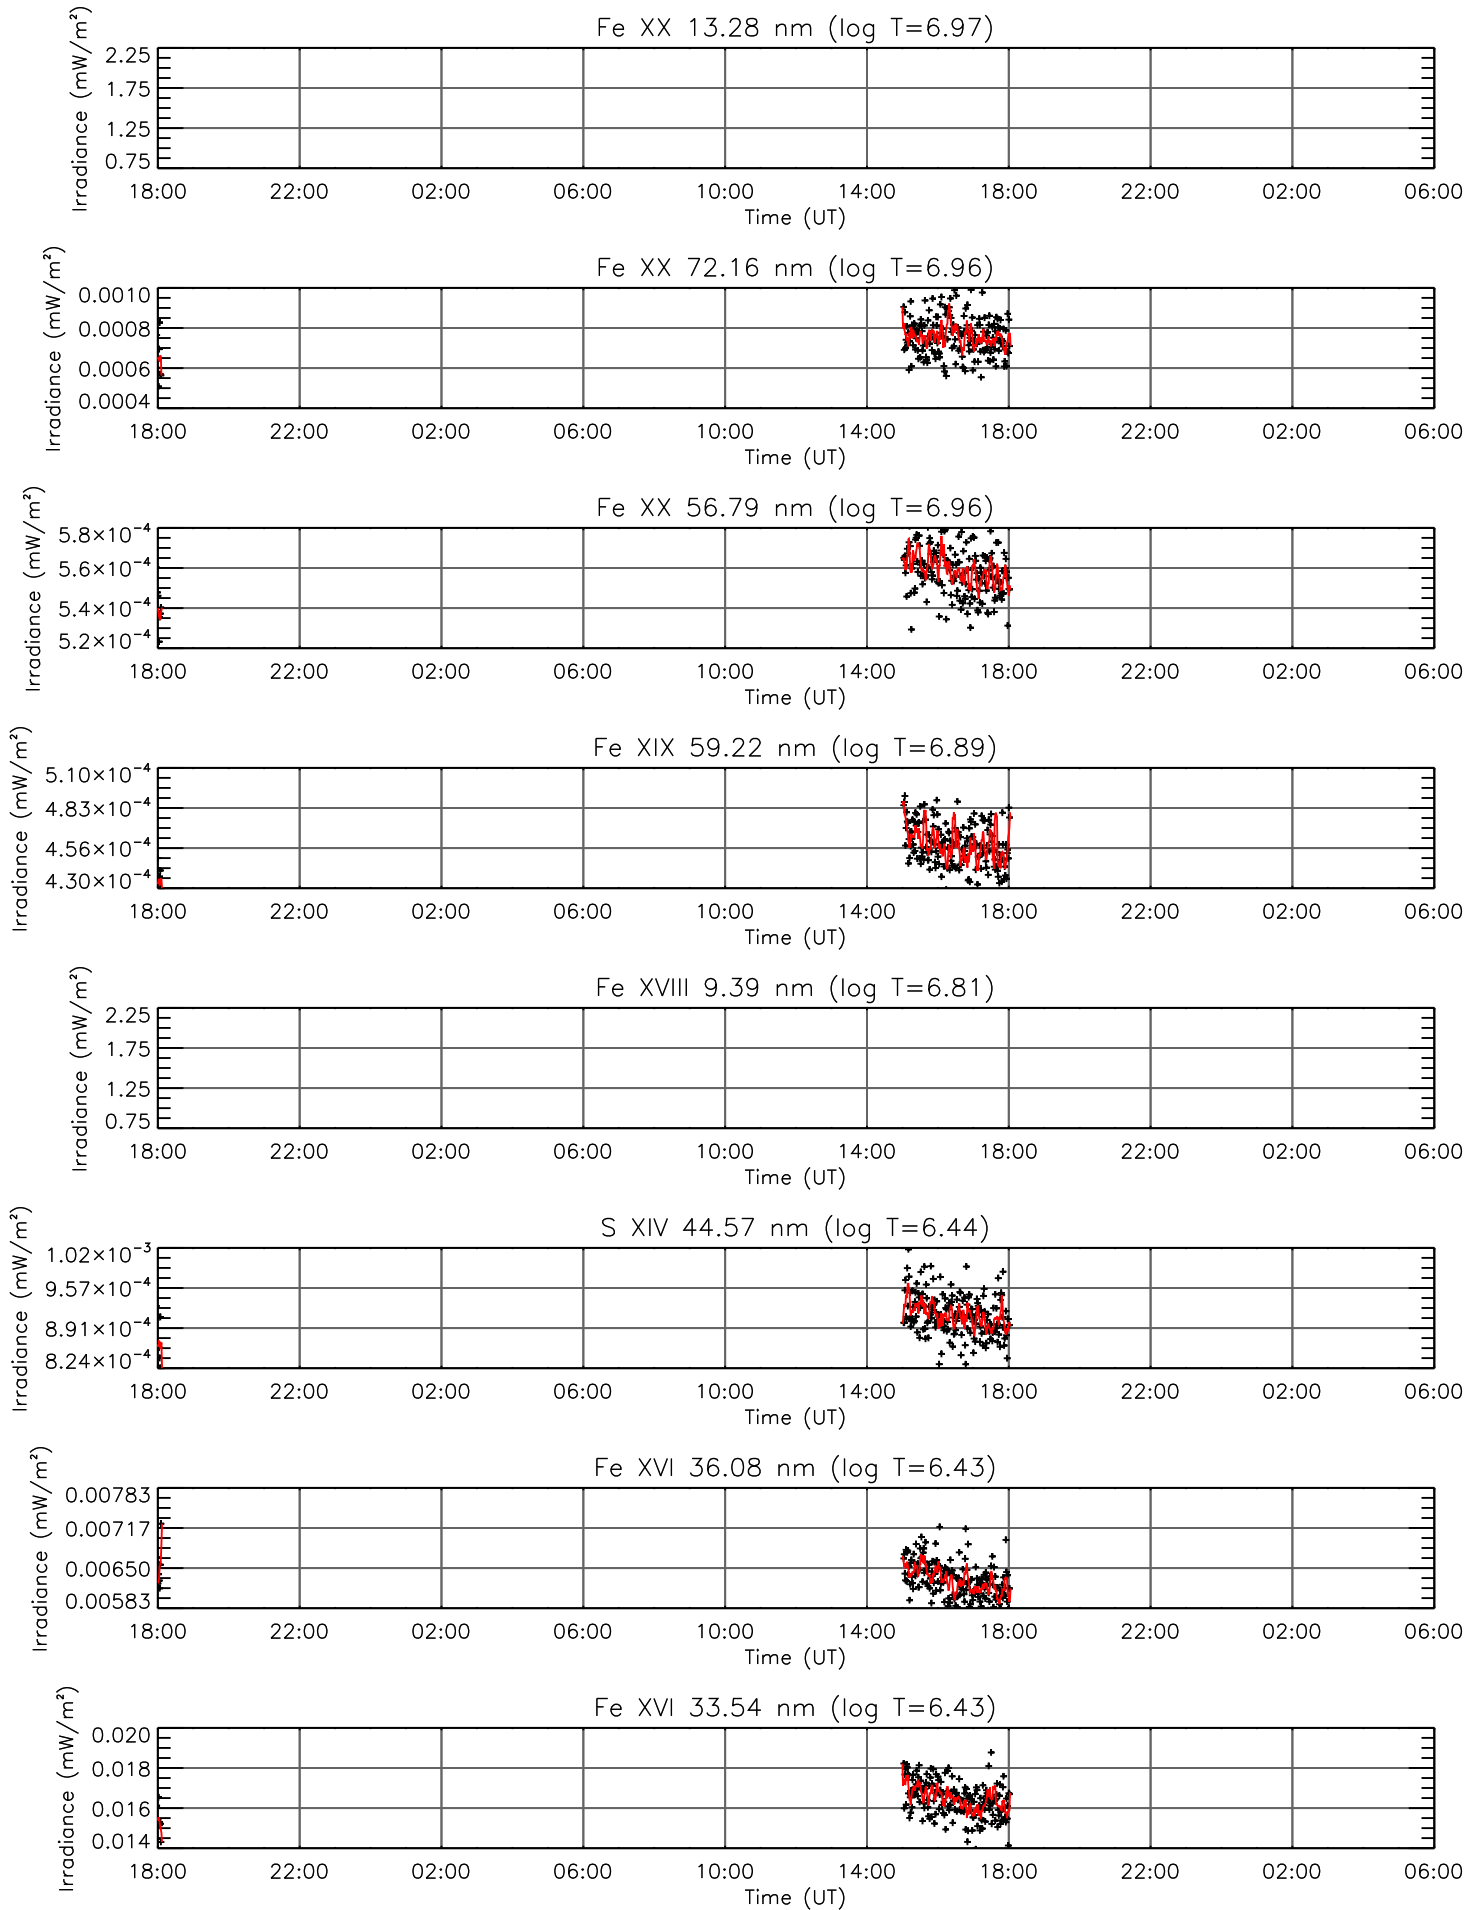 Fe XX 13.28 nm (log T=6.97)
Irradiance (mW/m²)
2.25
1.75
1.25
0.75
18:00 22:00 02:00 06:00 10:00 14:00 18:00 22:00 02:00 06:00
Time (UT)
Fe XX 72.16 nm (log T=6.96)
Irradiance (mW/m²)
0.0010
0.0008
0.0006
0.0004
18:00 22:00 02:00 06:00 10:00 14:00 18:00 22:00 02:00 06:00
Time (UT)
Fe XX 56.79 nm (log T=6.96)
Irradiance (mW/m²)
5.8×10⁻⁴
5.6×10⁻⁴
5.4×10⁻⁴
5.2×10⁻⁴
18:00 22:00 02:00 06:00 10:00 14:00 18:00 22:00 02:00 06:00
Time (UT)
Fe XIX 59.22 nm (log T=6.89)
Irradiance (mW/m²)
5.10×10⁻⁴
4.83×10⁻⁴
4.56×10⁻⁴
4.30×10⁻⁴
18:00 22:00 02:00 06:00 10:00 14:00 18:00 22:00 02:00 06:00
Time (UT)
Fe XVIII 9.39 nm (log T=6.81)
Irradiance (mW/m²)
2.25
1.75
1.25
0.75
18:00 22:00 02:00 06:00 10:00 14:00 18:00 22:00 02:00 06:00
Time (UT)
S XIV 44.57 nm (log T=6.44)
Irradiance (mW/m²)
1.02×10⁻³
9.57×10⁻⁴
8.91×10⁻⁴
8.24×10⁻⁴
18:00 22:00 02:00 06:00 10:00 14:00 18:00 22:00 02:00 06:00
Time (UT)
Fe XVI 36.08 nm (log T=6.43)
Irradiance (mW/m²)
0.00783
0.00717
0.00650
0.00583
18:00 22:00 02:00 06:00 10:00 14:00 18:00 22:00 02:00 06:00
Time (UT)
Fe XVI 33.54 nm (log T=6.43)
Irradiance (mW/m²)
0.020
0.018
0.016
0.014
18:00 22:00 02:00 06:00 10:00 14:00 18:00 22:00 02:00 06:00
Time (UT)